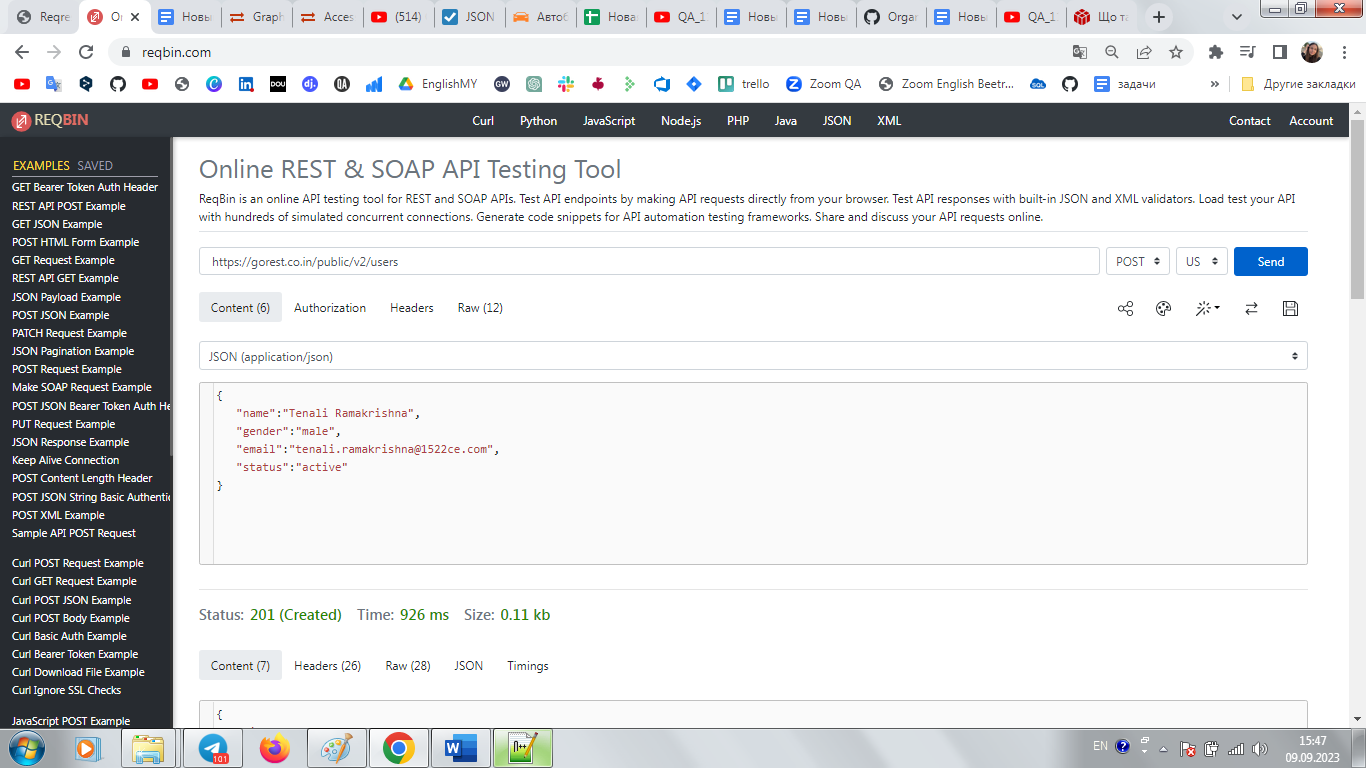 Reqre
Or
Новы
Graph
Acces
(514)
JSON
Автоб
Нова
QA_1
Новы
Новы
Orgar
Новы
QA_1
Що та
reqbin.com
EnglishMY
trello
Zoom QA
Zoom English Beetr...
задачи
»
Другие закладки
REQBIN
Curl Python JavaScript Node.js PHP Java JSON XML
Contact Account
EXAMPLES SAVED
GET Bearer Token Auth Header
REST API POST Example
GET JSON Example
POST HTML Form Example
GET Request Example
REST API GET Example
JSON Payload Example
POST JSON Example
PATCH Request Example
JSON Pagination Example
POST Request Example
Make SOAP Request Example
POST JSON Bearer Token Auth He
PUT Request Example
JSON Response Example
Keep Alive Connection
POST Content Length Header
POST JSON String Basic Authentic
POST XML Example
Sample API POST Request
Curl POST Request Example
Curl GET Request Example
Curl POST JSON Example
Curl POST Body Example
Curl Basic Auth Example
Curl Bearer Token Example
Curl Download File Example
Curl Ignore SSL Checks
JavaScript POST Example
Online REST & SOAP API Testing Tool
ReqBin is an online API testing tool for REST and SOAP APIs. Test API endpoints by making API requests directly from your browser. Test API responses with built-in JSON and XML validators. Load test your API
with hundreds of simulated concurrent connections. Generate code snippets for API automation testing frameworks. Share and discuss your API requests online.
https://gorest.co.in/public/v2/users
POST
US
Send
Content (6) Authorization Headers Raw (12)
JSON (application/json)
{
"name":"Tenali Ramakrishna",
"gender":"male",
"email":"tenali.ramakrishna@1522ce.com",
"status":"active"
}
Status: 201 (Created) Time: 926 ms Size: 0.11 kb
Content (7) Headers (26) Raw (28) JSON Timings
{
101
EN
15:47
09.09.2023